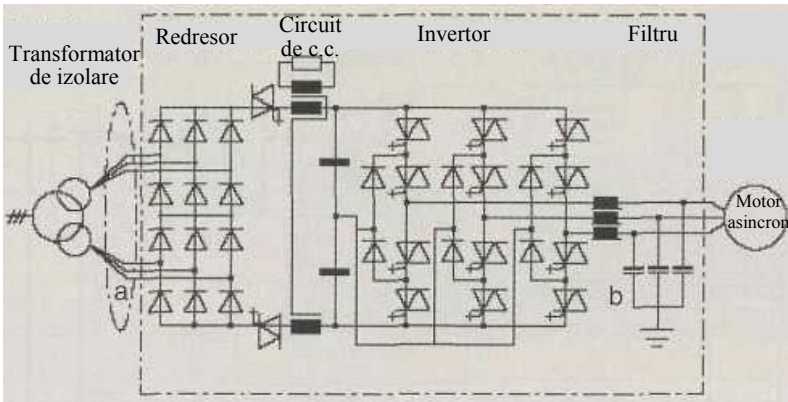 Transformator
de izolare
Redresor
Circuit
de c.c.
Invertor
Filtru
Motor
asincron
a
b